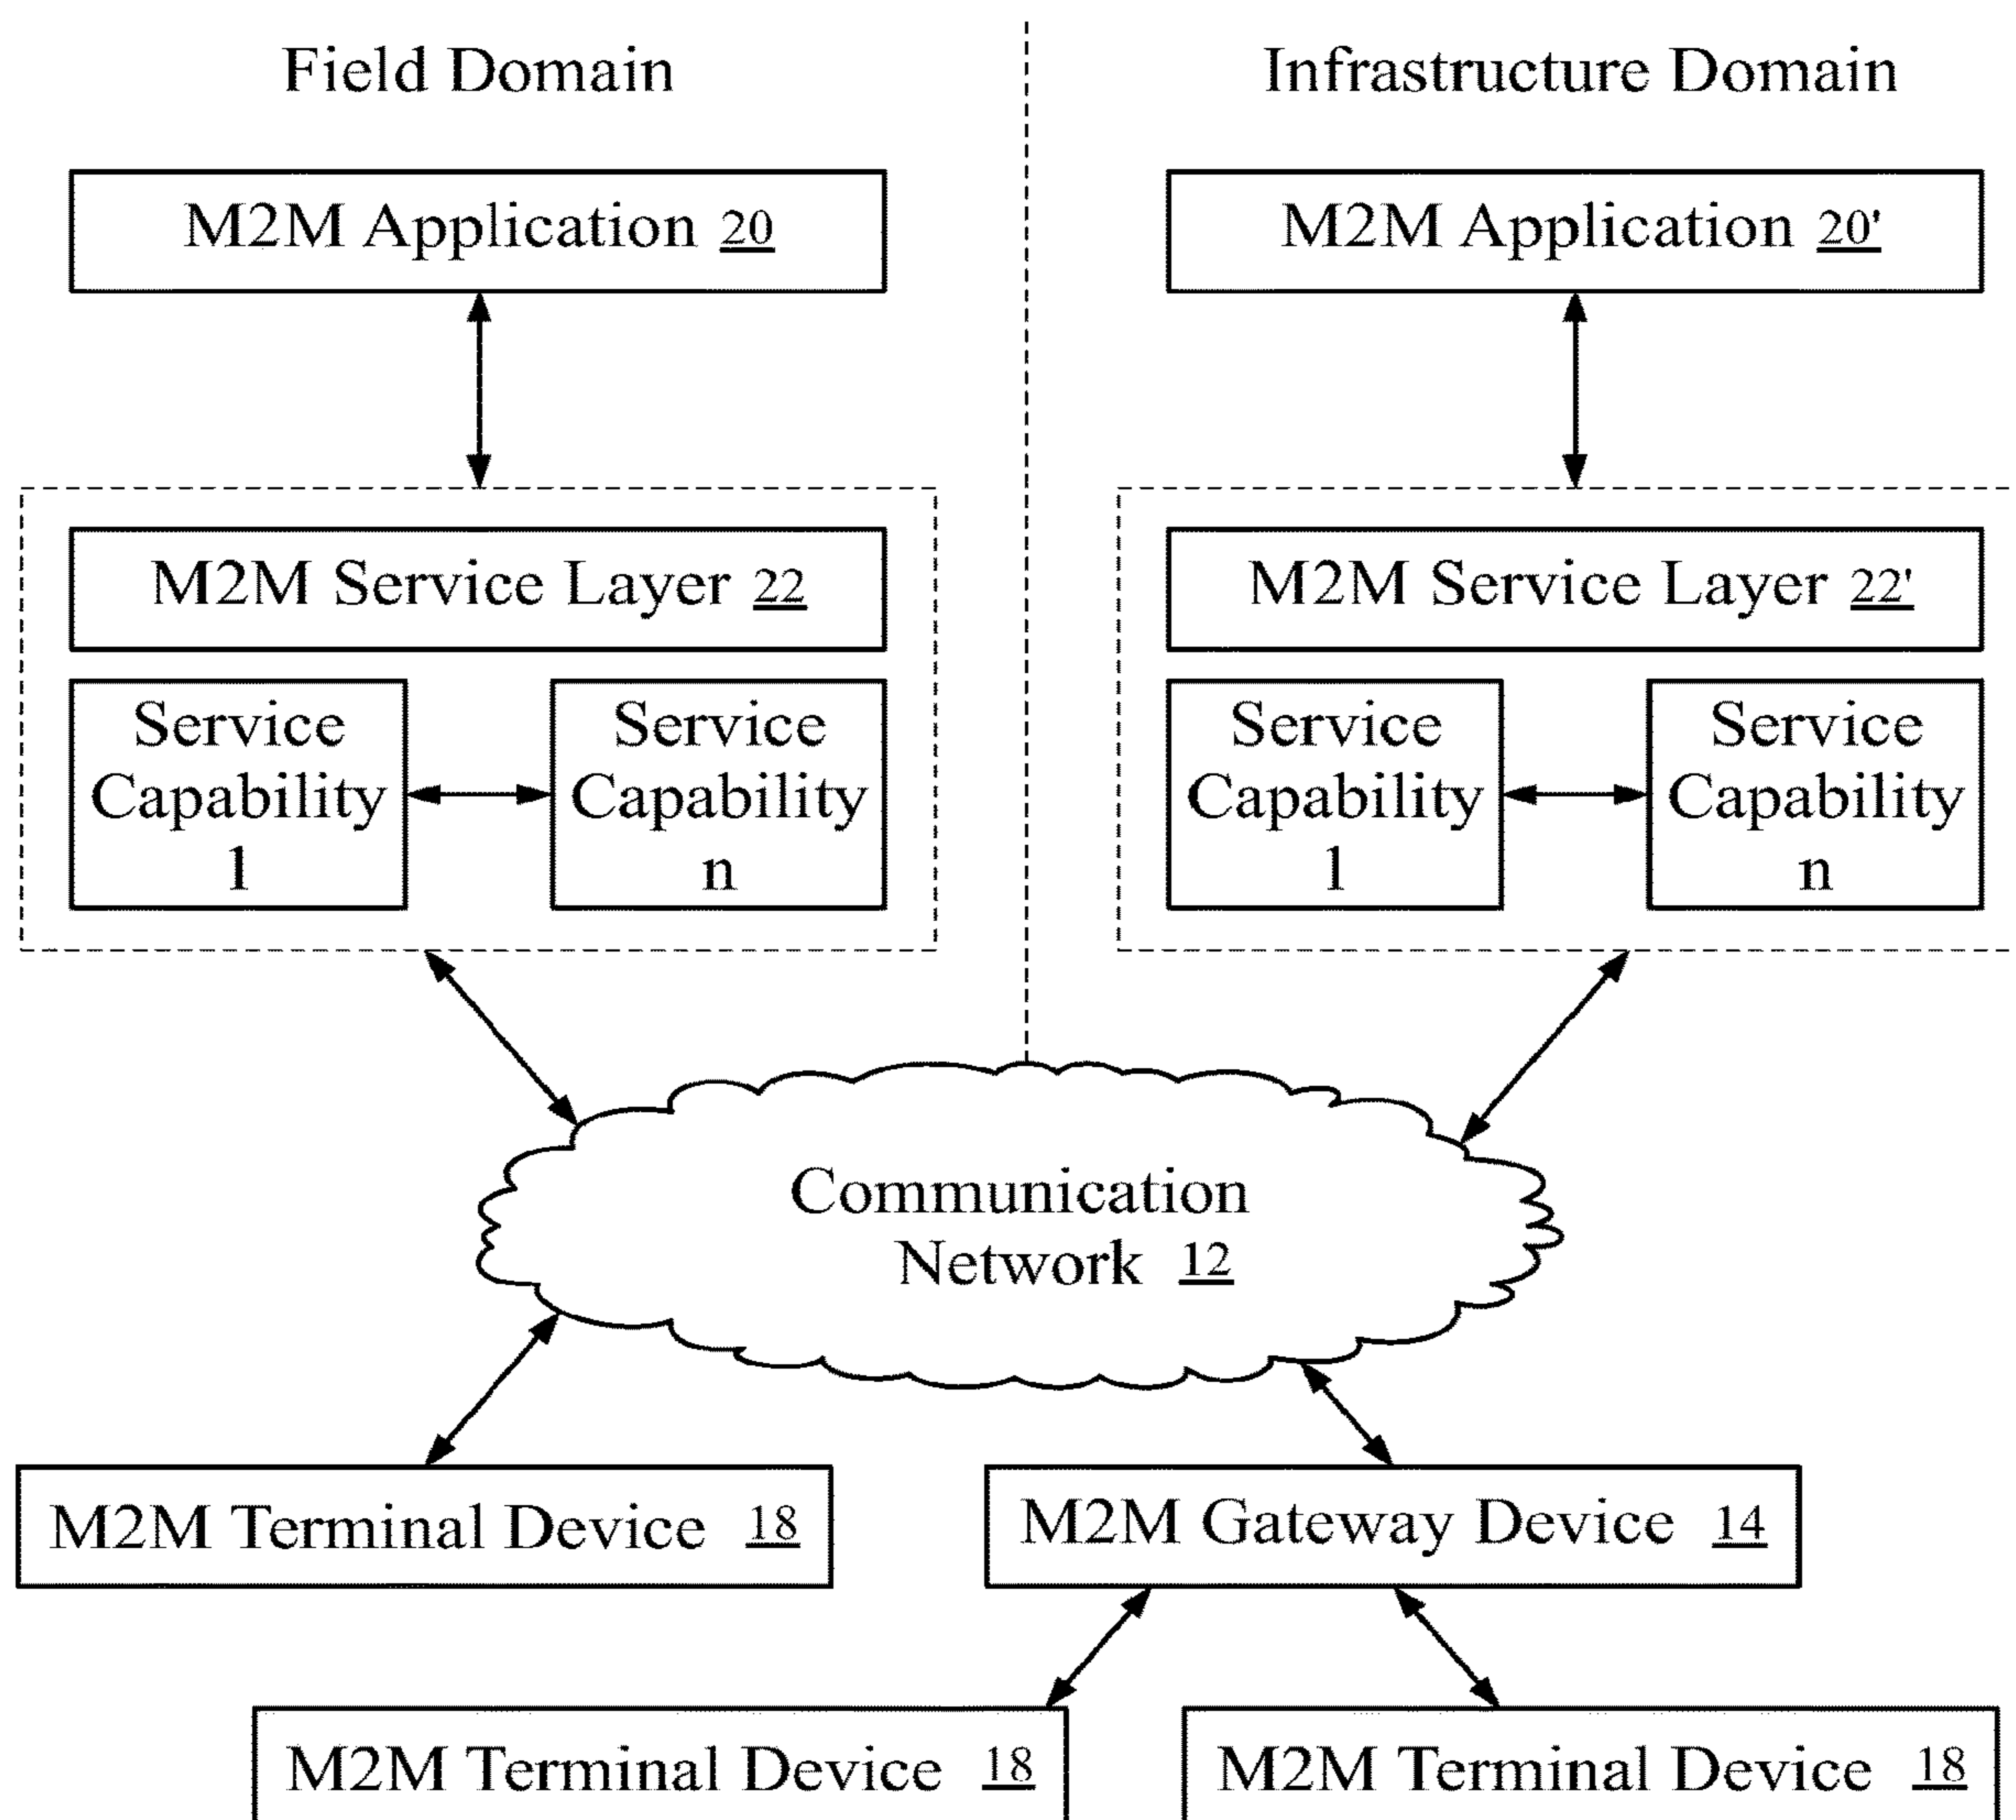 Field Domain
Infrastructure Domain
M2M Application 20
M2M Application 20'
M2M Service Layer 22
M2M Service Layer 22'
Service
Capability
1
Service
Capability
n
Service
Capability
1
Service
Capability
n
Communication
Network 12
M2M Terminal Device 18
M2M Gateway Device 14
M2M Terminal Device 18
M2M Terminal Device 18